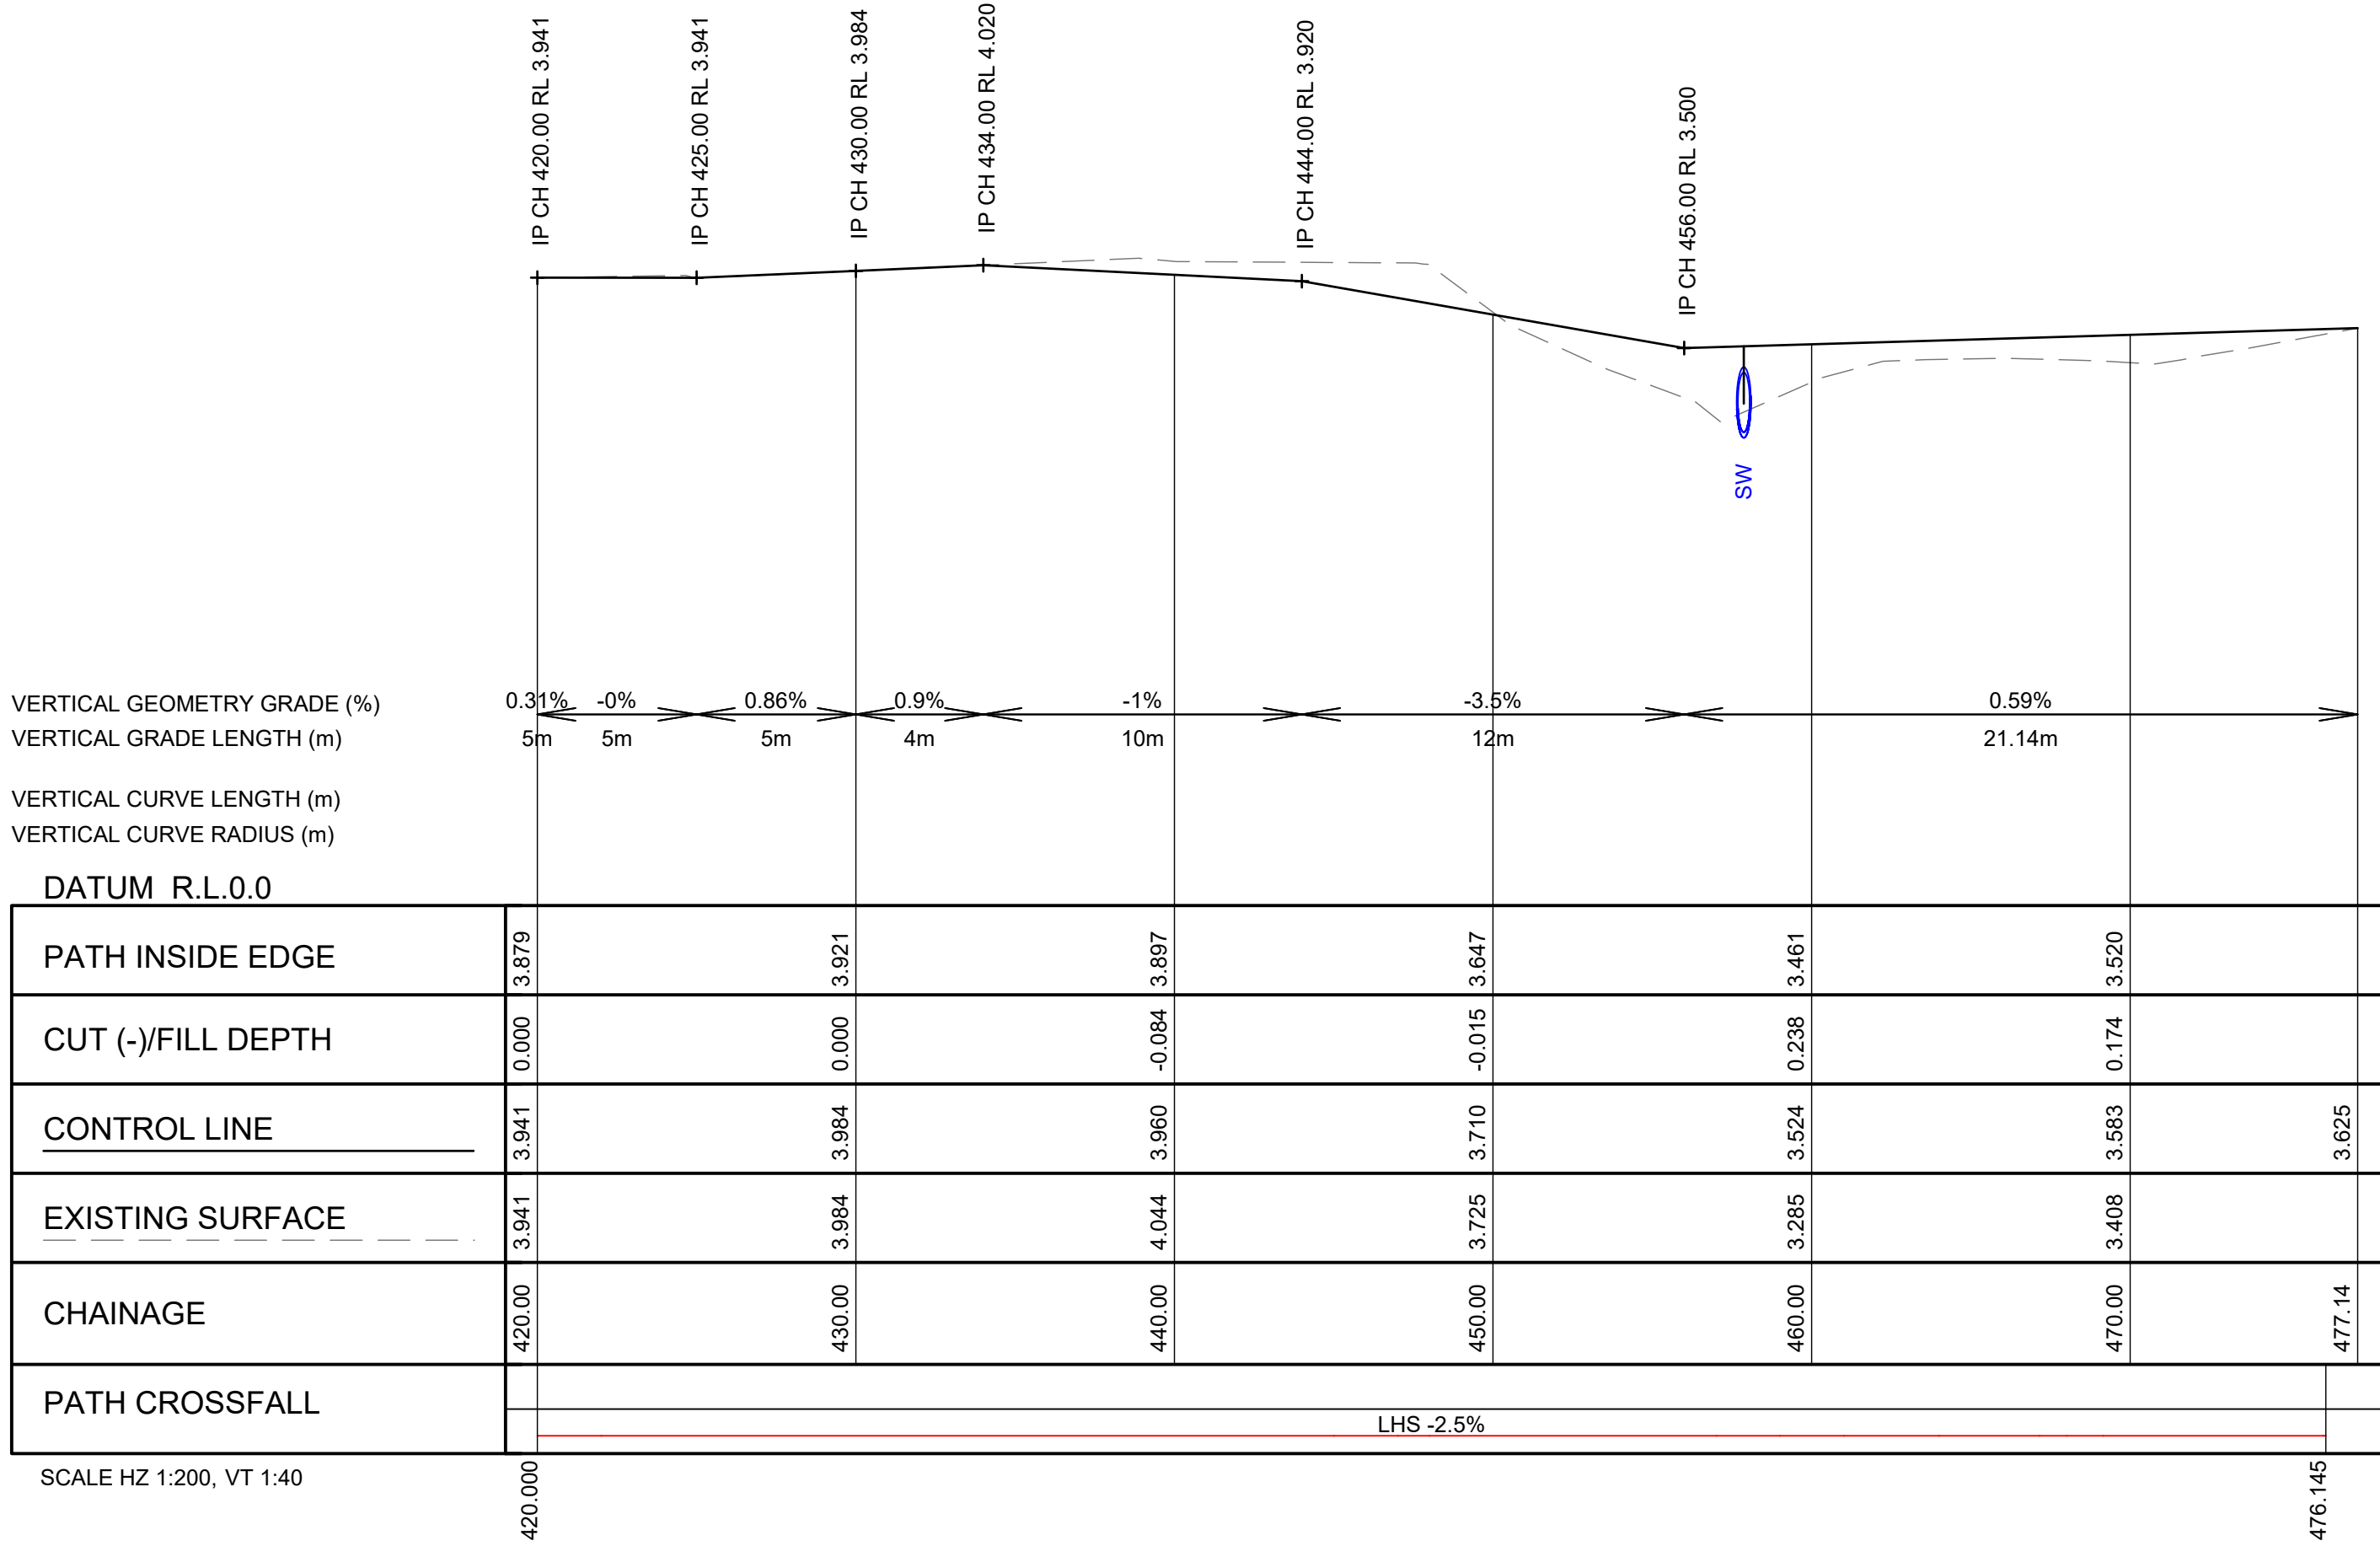 IP CH 420.00 RL 3.941
IP CH 425.00 RL 3.941
IP CH 430.00 RL 3.984
IP CH 434.00 RL 4.020
IP CH 444.00 RL 3.920
IP CH 456.00 RL 3.500
SW
VERTICAL GEOMETRY GRADE (%) 0.31% -0% 0.86% 0.9% -1% -3.5% 0.59%
VERTICAL GRADE LENGTH (m) 5m 5m 5m 4m 10m 12m 21.14m
VERTICAL CURVE LENGTH (m)
VERTICAL CURVE RADIUS (m)
DATUM R.L.0.0
PATH INSIDE EDGE 3.879 3.921 3.897 3.647 3.461 3.520
CUT (-)/FILL DEPTH 0.000 0.000 -0.084 -0.015 0.238 0.174
CONTROL LINE 3.941 3.984 3.960 3.710 3.524 3.583 3.625
EXISTING SURFACE 3.941 3.984 4.044 3.725 3.285 3.408
CHAINAGE 420.00 430.00 440.00 450.00 460.00 470.00 477.14
PATH CROSSFALL LHS -2.5%
SCALE HZ 1:200, VT 1:40 420.000 476.145